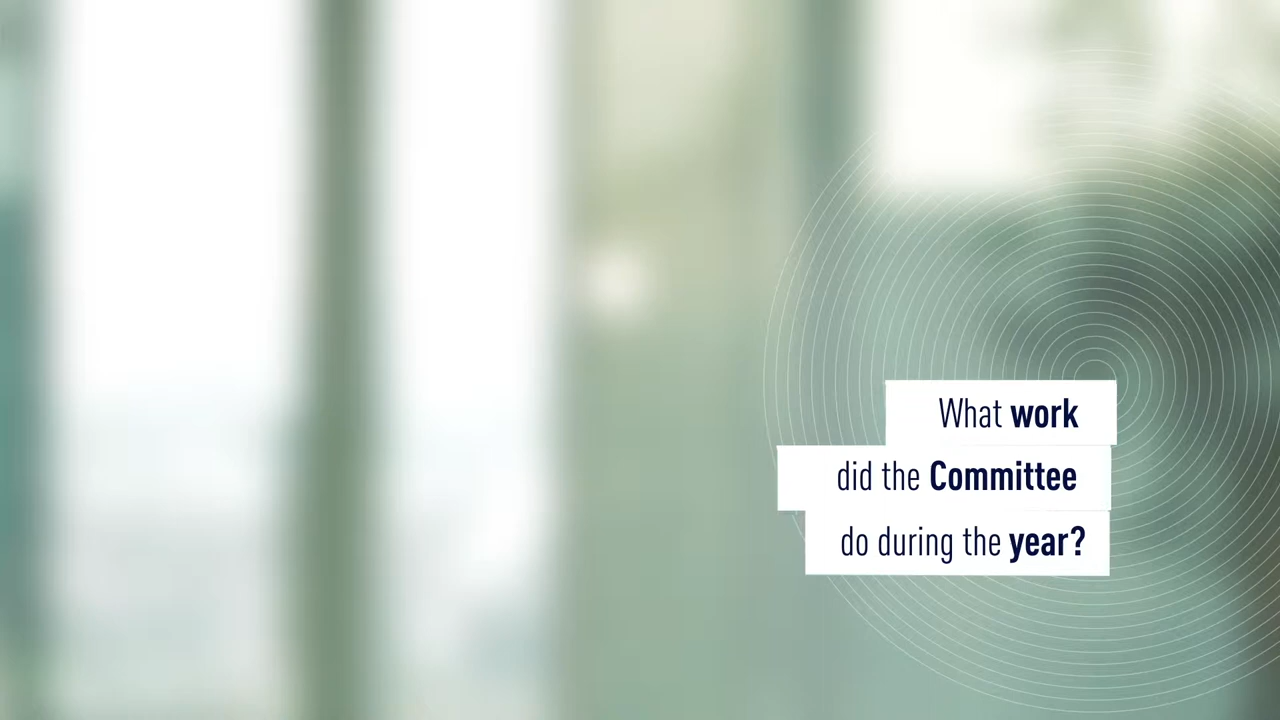 What work
did the Committee
do during the year?